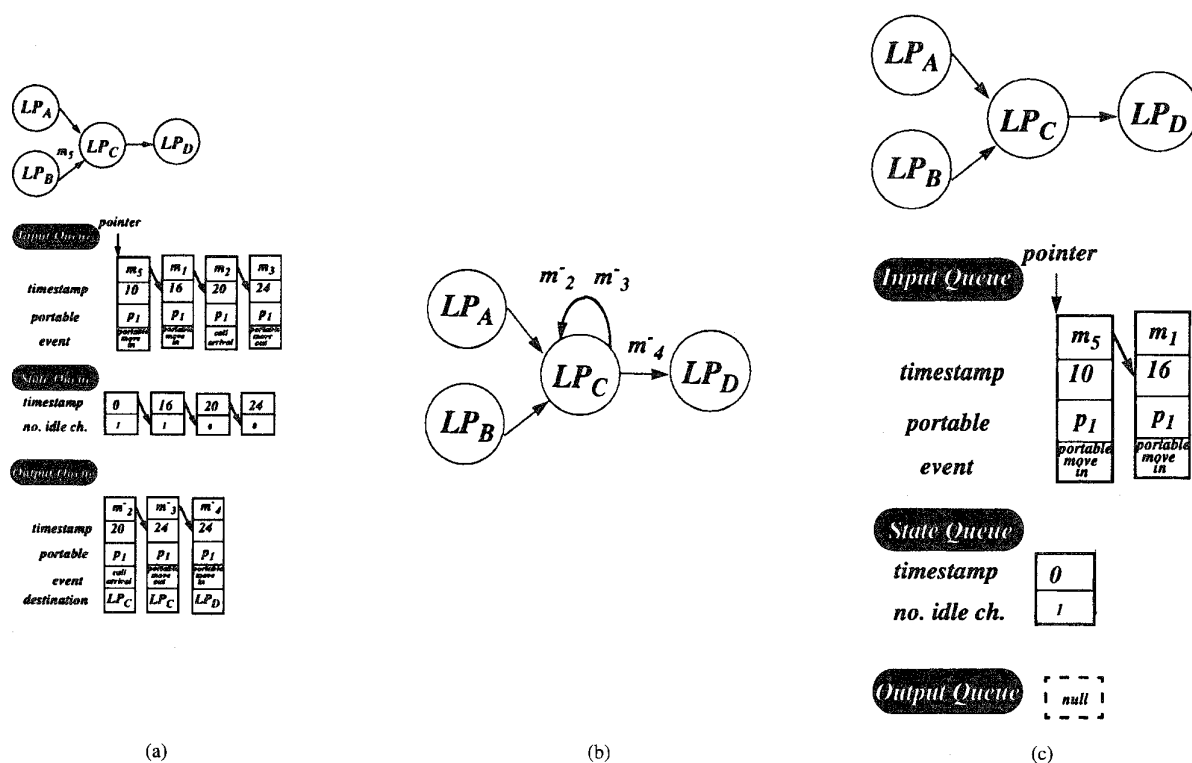 LP_A
LP_C
LP_D
m_5
LP_B
pointer
Input Queue
m_5 m_1 m_2 m_3
timestamp 10 16 20 24
portable p_1 p_1 p_1 p_1
event portable move in portable move in call arrival portable move out
State Queue
timestamp 0 16 20 24
no. idle ch. 1 1 0 0
Output Queue
m^-_2 m^-_3 m^-_4
timestamp 20 24 24
portable p_1 p_1 p_1
event call arrival portable move out portable move in
destination LP_C LP_C LP_D
(a)
m^-_2 m^-_3
LP_A
m^-_4
LP_C
LP_D
LP_B
(b)
LP_A
LP_C
LP_D
LP_B
pointer
Input Queue
m_5 m_1
timestamp 10 16
portable p_1 p_1
event portable move in portable move in
State Queue
timestamp 0
no. idle ch. 1
Output Queue null
(c)